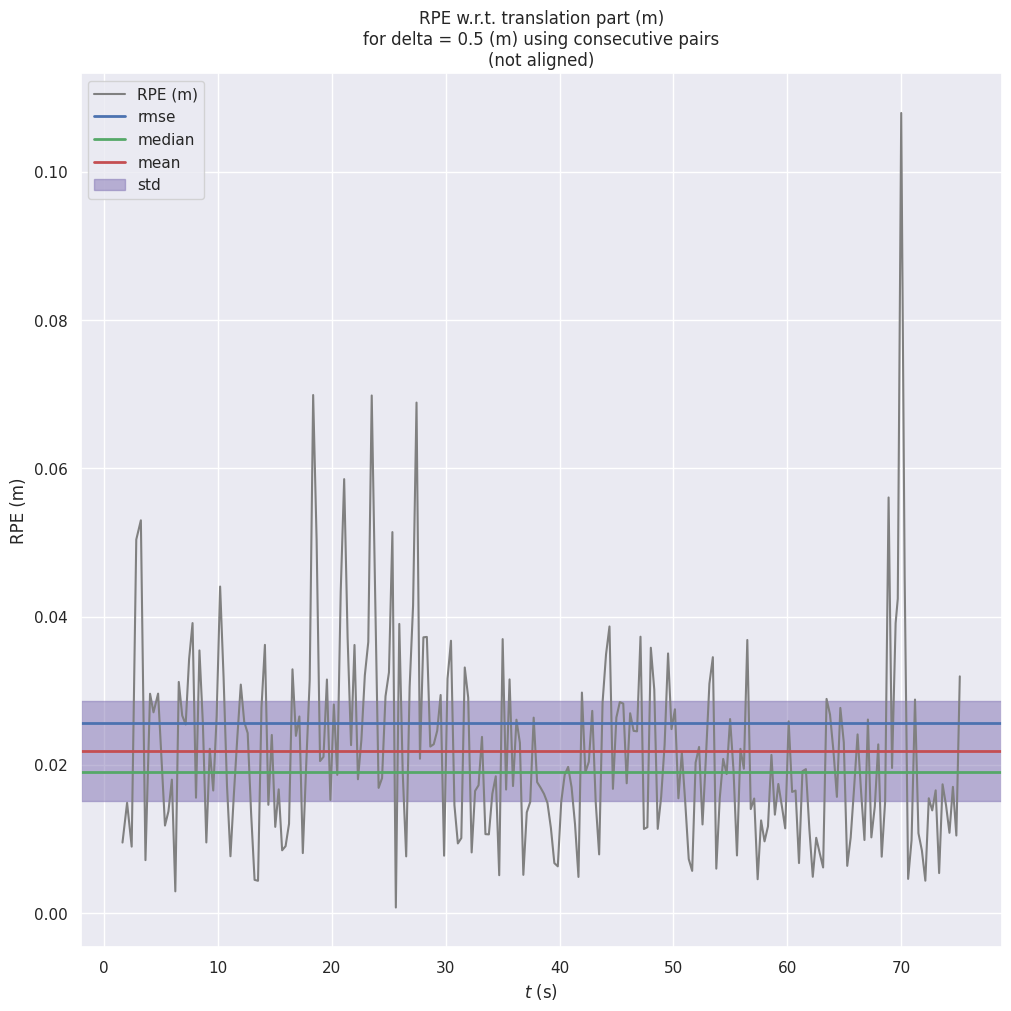 RPE w.r.t. translation part (m)
for delta = 0.5 (m) using consecutive pairs
(not aligned)
RPE (m)
rmse
median
mean
std
0.10
0.08
0.06
0.04
0.02
0.00
RPE (m)
0 10 20 30 40 50 60 70
t (s)